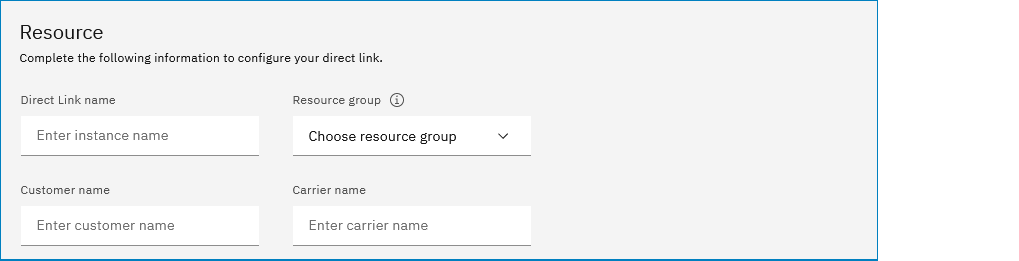 Resource
Complete the following information to configure your direct link.
Direct Link name
Resource group
Enter instance name
Choose resource group
Customer name
Carrier name
Enter customer name
Enter carrier name